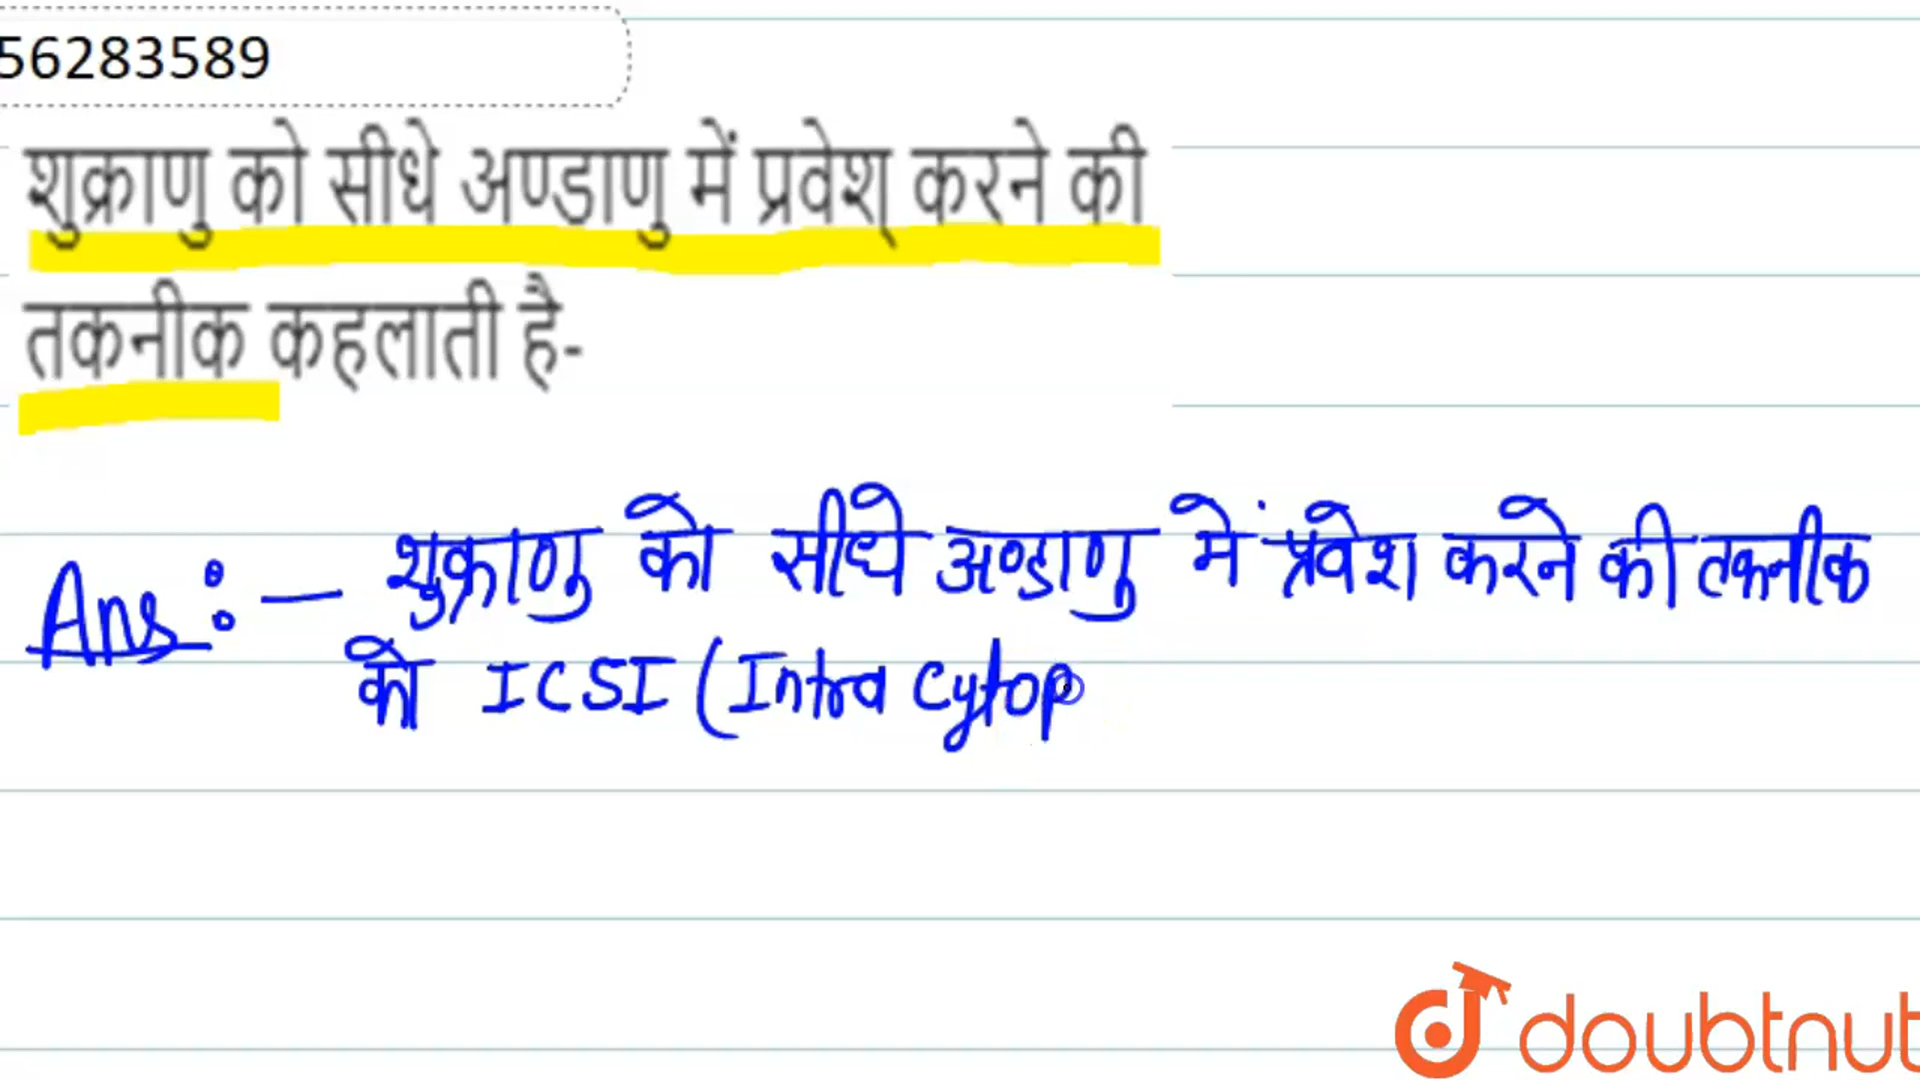 56283589
शुक्राणु को सीधे अण्डाणु में प्रवेश् करने की
तकनीक कहलाती है-
Ans:- शुक्राणु को सीधे अण्डाणु में प्रवेश करने की तकनीक
को ICSI (Intra Cytop
doubtnut